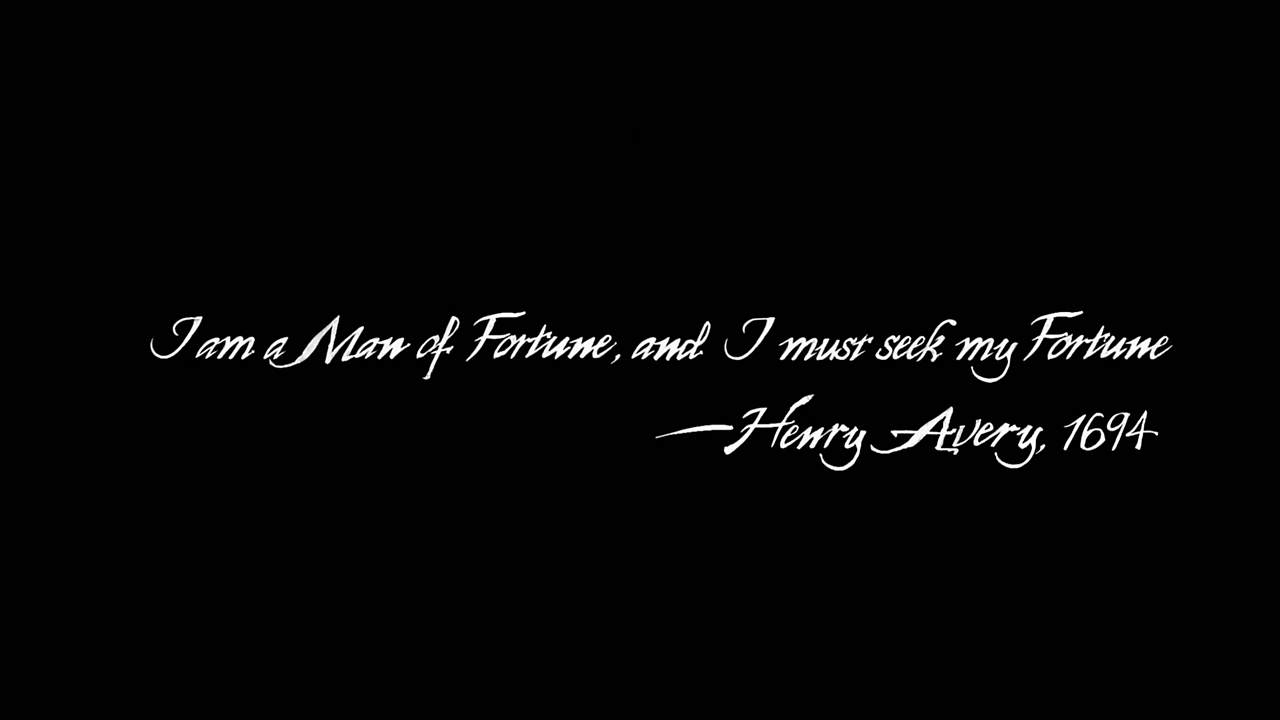 I am a Man of Fortune, and I must seek my Fortune
—Henry Avery, 1694